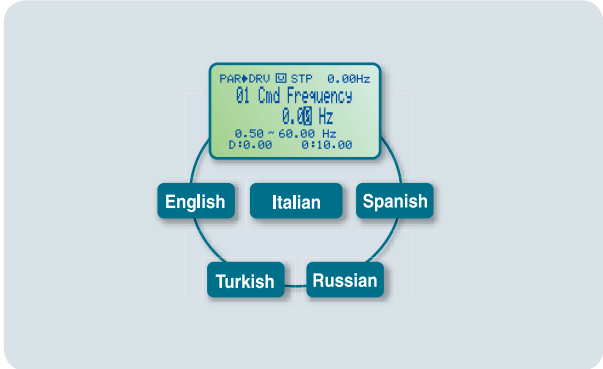 PAR♦DRV U STP 0.00Hz
01 Cmd Frequency
0.00 Hz
0.50 ~ 60.00 Hz
D:0.00 0:10.00
English Italian Spanish
Turkish Russian